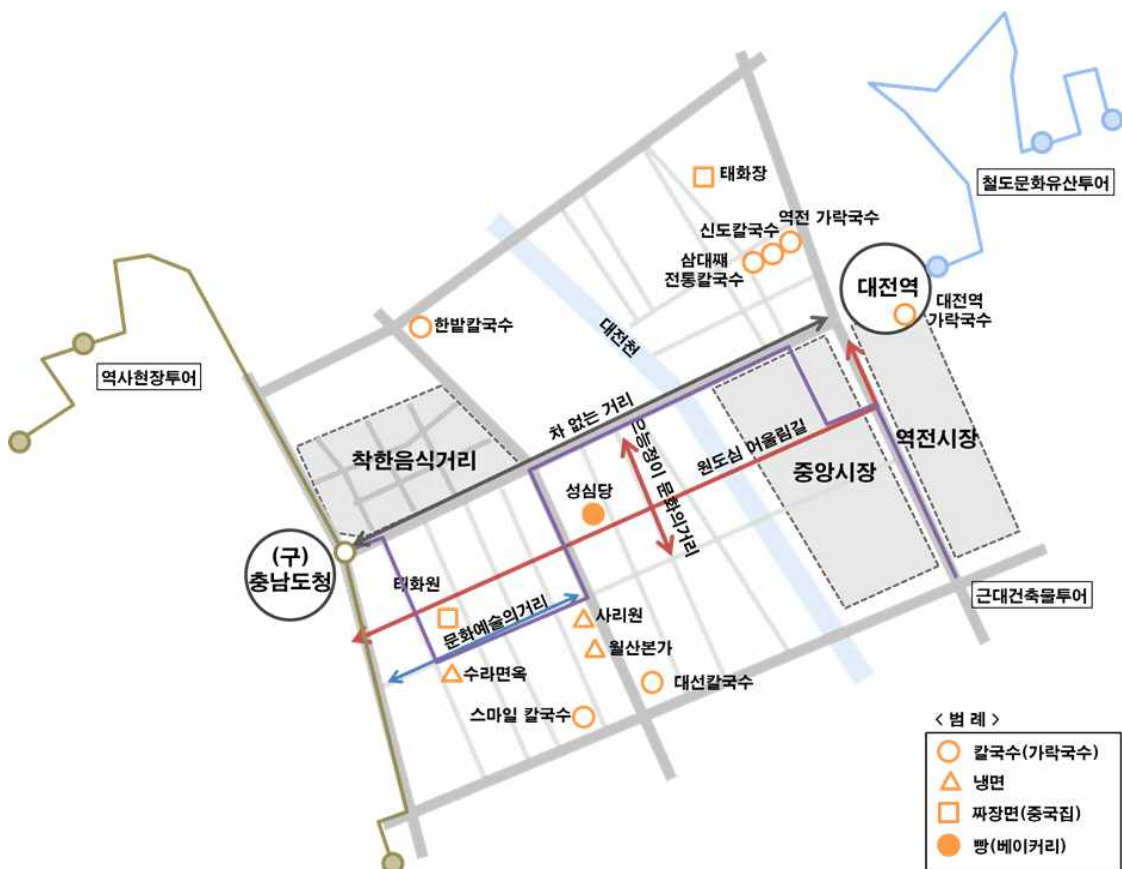 태화장
철도문화유산투어
역전 가락국수
신도칼국수
삼대째
전통칼국수
대전역
대전역
가락국수
한밭칼국수
대전천
역사현장투어
차 없는 거리
으능정이 문화의거리
원도심 어울림길
역전시장
착한음식거리
중앙시장
성심당
(구)
충남도청
태화원
근대건축물투어
문화예술의거리
사리원
월산본가
수라면옥
대선칼국수
스마일 칼국수
< 범 례 >
칼국수(가락국수)
냉면
짜장면(중국집)
빵(베이커리)